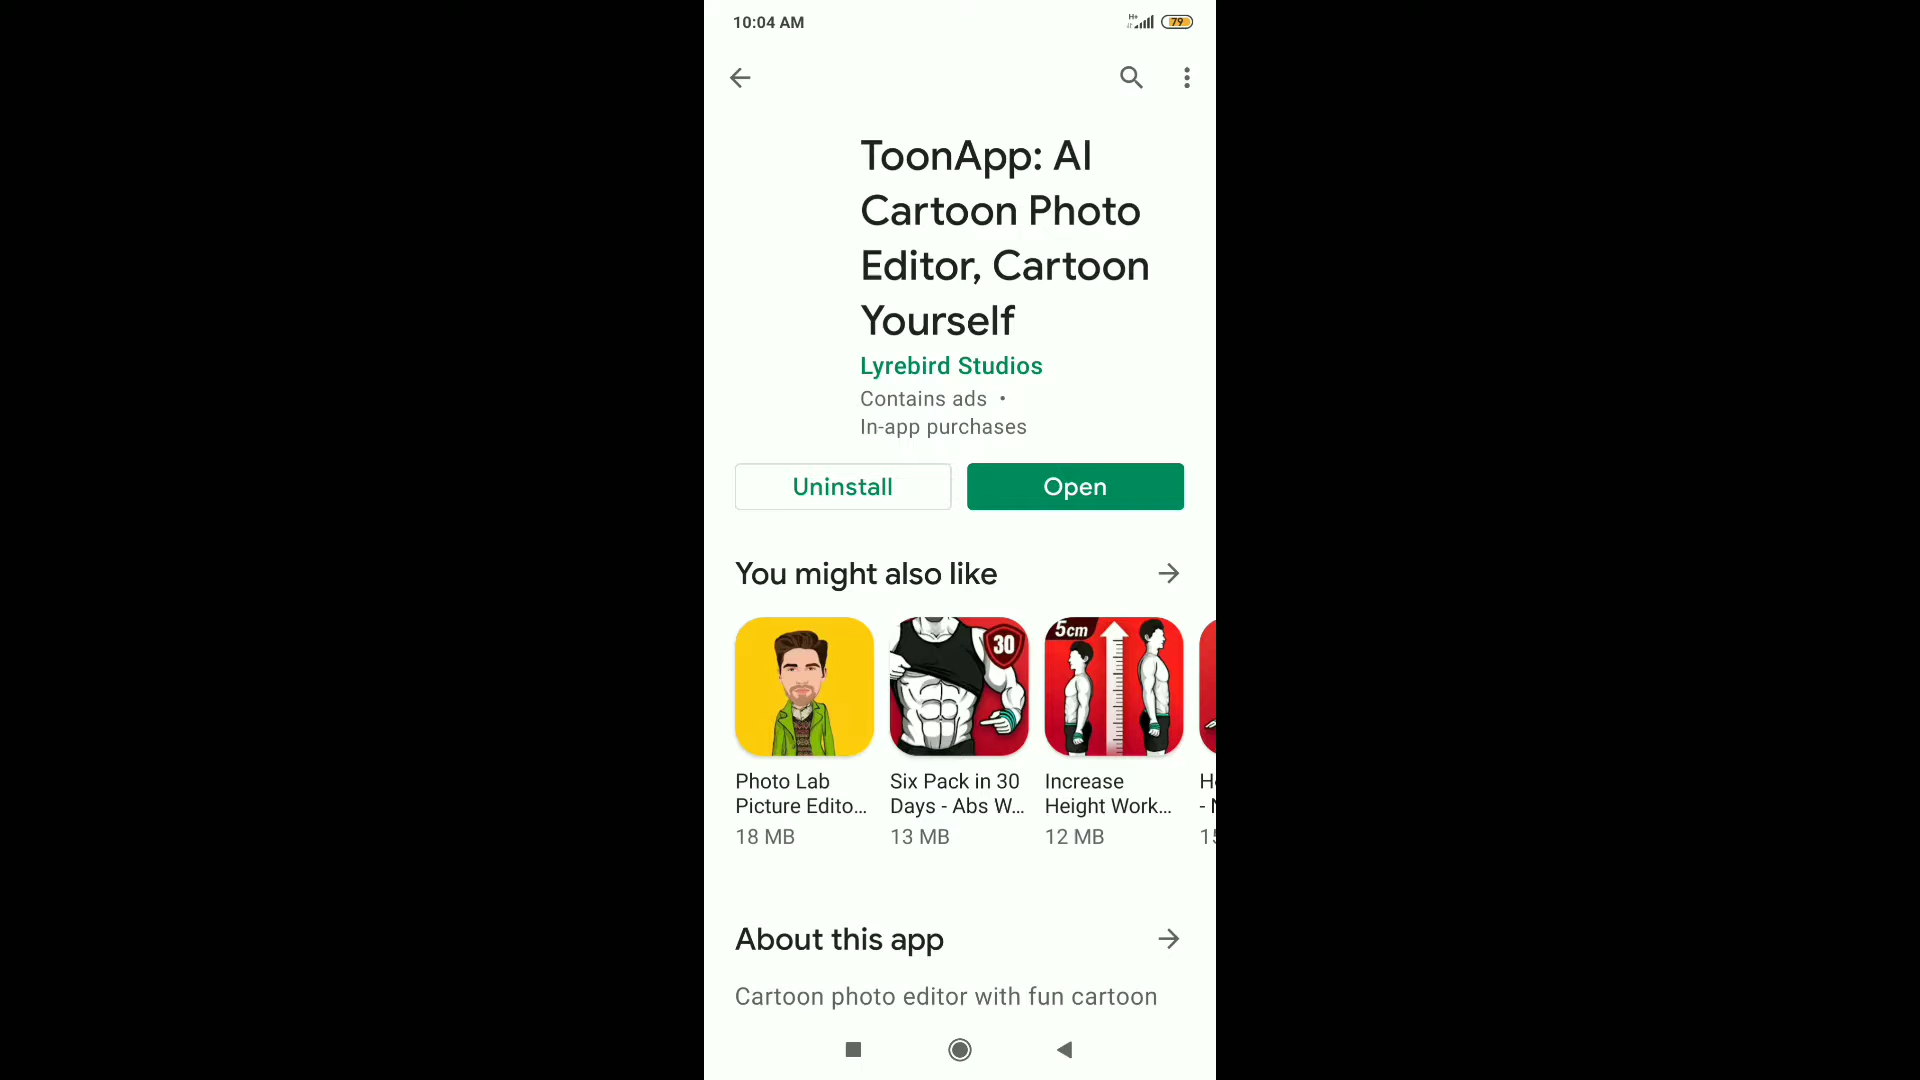 10:04 AM
H+
79
ToonApp: AI
Cartoon Photo
Editor, Cartoon
Yourself
Lyrebird Studios
Contains ads •
In-app purchases
Uninstall
Open
You might also like
30
5cm
Photo Lab
Picture Edito...
18 MB
Six Pack in 30
Days - Abs W...
13 MB
Increase
Height Work...
12 MB
About this app
Cartoon photo editor with fun cartoon